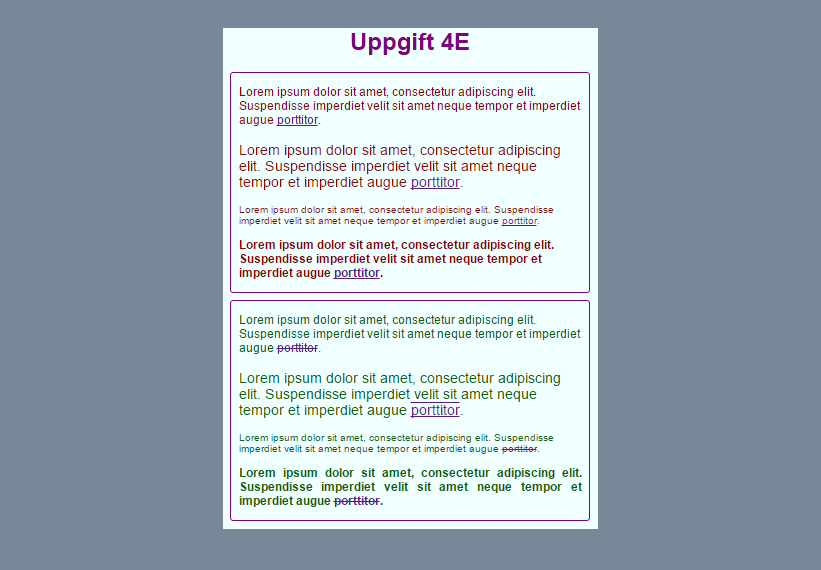 Uppgift 4E
Lorem ipsum dolor sit amet, consectetur adipiscing elit.
Suspendisse imperdiet velit sit amet neque tempor et imperdiet
augue porttitor.
Lorem ipsum dolor sit amet, consectetur adipiscing
elit. Suspendisse imperdiet velit sit amet neque
tempor et imperdiet augue porttitor.
Lorem ipsum dolor sit amet, consectetur adipiscing elit. Suspendisse
imperdiet velit sit amet neque tempor et imperdiet augue porttitor.
Lorem ipsum dolor sit amet, consectetur adipiscing elit.
Suspendisse imperdiet velit sit amet neque tempor et
imperdiet augue porttitor.
Lorem ipsum dolor sit amet, consectetur adipiscing elit.
Suspendisse imperdiet velit sit amet neque tempor et imperdiet
augue porttitor.
Lorem ipsum dolor sit amet, consectetur adipiscing
elit. Suspendisse imperdiet velit sit amet neque
tempor et imperdiet augue porttitor.
Lorem ipsum dolor sit amet, consectetur adipiscing elit. Suspendisse
imperdiet velit sit amet neque tempor et imperdiet augue porttitor.
Lorem ipsum dolor sit amet, consectetur adipiscing elit.
Suspendisse imperdiet velit sit amet neque tempor et
imperdiet augue porttitor.